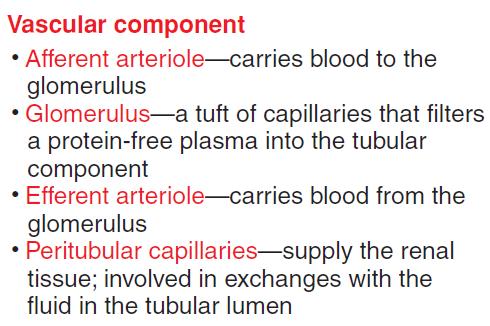 Vascular component
• Afferent arteriole—carries blood to the
glomerulus
• Glomerulus—a tuft of capillaries that filters
a protein-free plasma into the tubular
component
• Efferent arteriole—carries blood from the
glomerulus
• Peritubular capillaries—supply the renal
tissue; involved in exchanges with the
fluid in the tubular lumen